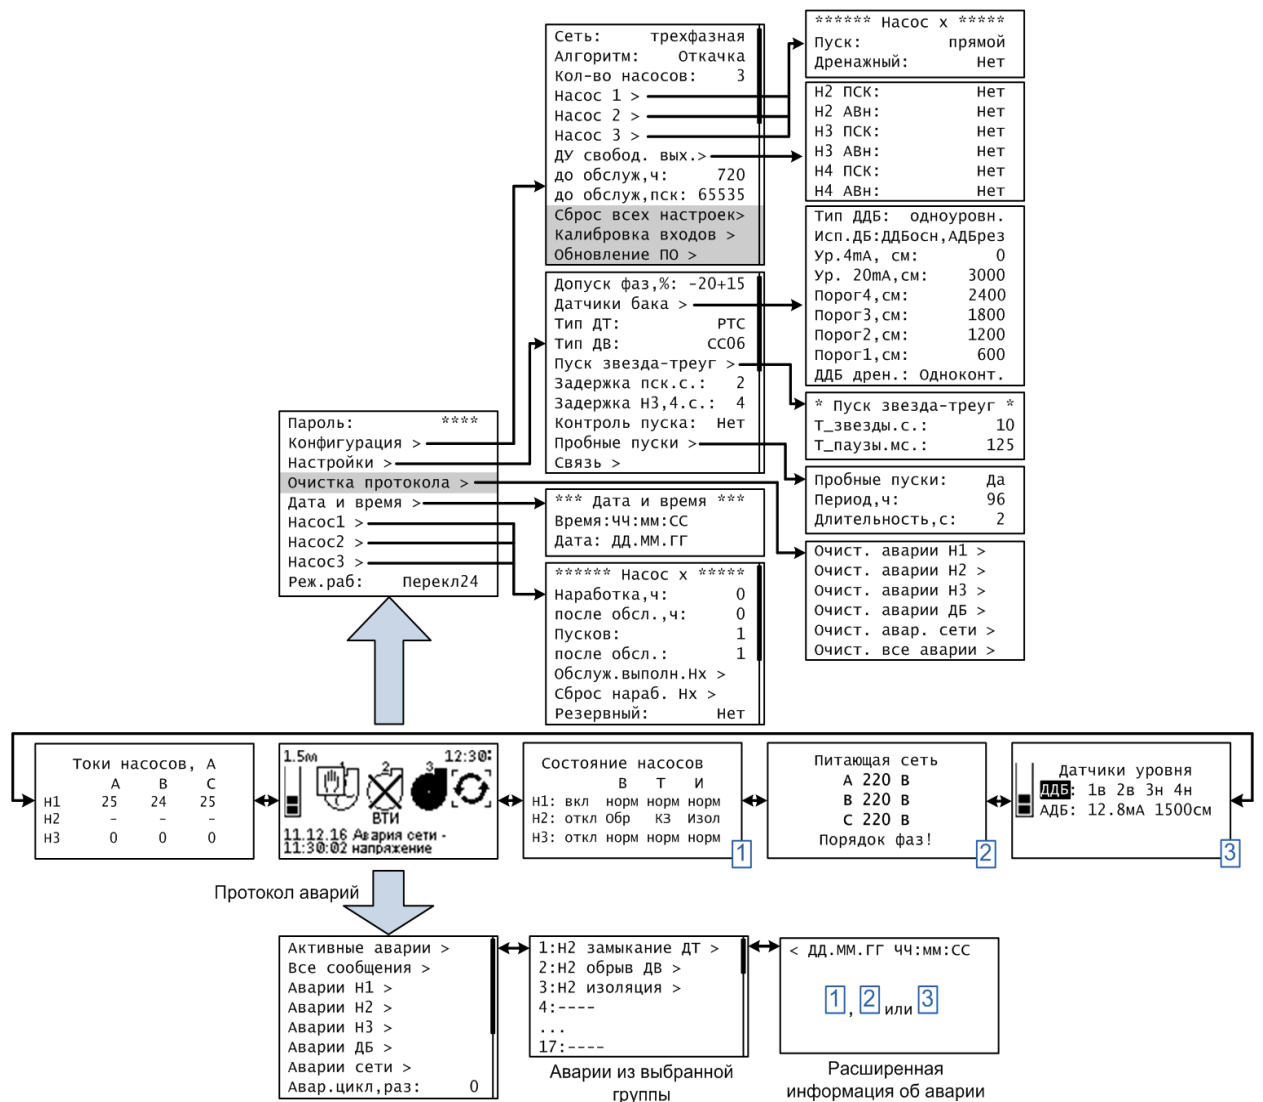 Сеть: трехфазная
Алгоритм: Откачка
Кол-во насосов: 3
Насос 1 >
Насос 2 >
Насос 3 >
ДУ свобод. вых.>
до обслуж,ч: 720
до обслуж,пск: 65535
Сброс всех настроек>
Калибровка входов >
Обновление ПО >
****** Насос x *****
Пуск: прямой
Дренажный: Нет
Н2 ПСК: Нет
Н2 АВн: Нет
Н3 ПСК: Нет
Н3 АВн: Нет
Н4 ПСК: Нет
Н4 АВн: Нет
Тип ДДБ: одноуровн.
Исп.ДБ:ДДБосн,АДБрез
Ур.4mA, см: 0
Ур. 20mA,см: 3000
Порог4,см: 2400
Порог3,см: 1800
Порог2,см: 1200
Порог1,см: 600
ДДБ дрен.: Одноконт.
Допуск фаз,%: -20+15
Датчики бака >
Тип ДТ: PTC
Тип ДВ: CC06
Пуск звезда-треуг >
Задержка пск.с.: 2
Задержка Н3,4.с.: 4
Контроль пуска: Нет
Пробные пуски >
Связь >
* Пуск звезда-треуг *
Т_звезды.с.: 10
Т_паузы.мс.: 125
Пробные пуски: Да
Период,ч: 96
Длительность,с: 2
Пароль: ****
Конфигурация >
Настройки >
Очистка протокола >
Дата и время >
Насос1 >
Насос2 >
Насос3 >
Реж.раб: Перекл24
*** Дата и время ***
Время:ЧЧ:мм:СС
Дата: ДД.ММ.ГГ
Очист. аварии Н1 >
Очист. аварии Н2 >
Очист. аварии Н3 >
Очист. аварии ДБ >
Очист. авар. сети >
Очист. все аварии >
****** Насос x *****
Наработка,ч: 0
после обсл.,ч: 0
Пусков: 1
после обсл.: 1
Обслуж.выполн.Нх >
Сброс нараб. Нх >
Резервный: Нет
Токи насосов, А
А В С
Н1 25 24 25
Н2 – – –
Н3 0 0 0
1.5m 1 2 3 12:30:
ВТИ
11.12.16 Авария сети -
11:30:02 напряжение
Состояние насосов
В Т И
Н1: вкл норм норм норм
Н2: откл Обр КЗ Изол
Н3: откл норм норм норм
1
Питающая сеть
А 220 В
В 220 В
С 220 В
Порядок фаз!
2
Датчики уровня
ДДБ: 1в 2в 3н 4н
АДБ: 12.8мА 1500см
3
Протокол аварий
Активные аварии >
Все сообщения >
Аварии Н1 >
Аварии Н2 >
Аварии Н3 >
Аварии ДБ >
Аварии сети >
Авар.цикл,раз: 0
1:Н2 замыкание ДТ >
2:Н2 обрыв ДВ >
3:Н2 изоляция >
4:----
...
17:----
Аварии из выбранной
группы
< ДД.ММ.ГГ ЧЧ:мм:СС
1, 2 или 3
Расширенная
информация об аварии